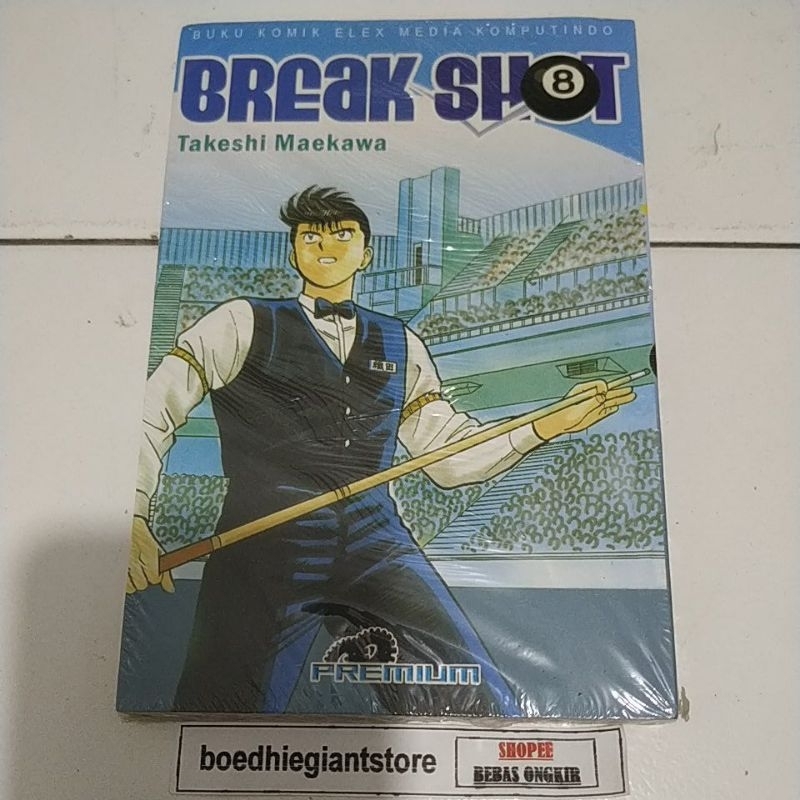 BUKU KOMIK ELEX MEDIA KOMPUTINDO
BREAK SHOT
8
Takeshi Maekawa
PREMIUM
boedhiegiantstore
SHOPEE
BEBAS ONGKIR